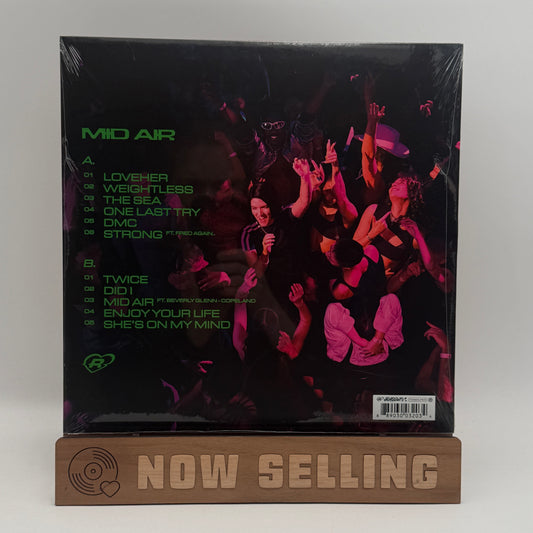 MID AIR
A.
01 LOVEHER
02 WEIGHTLESS
03 THE SEA
04 ONE LAST TRY
05 DMC
06 STRONG FT. FRED AGAIN..
B.
01 TWICE
02 DID I
03 MID AIR FT. BEVERLY GLENN-COPELAND
04 ENJOY YOUR LIFE
05 SHE'S ON MY MIND
R
NOW SELLING